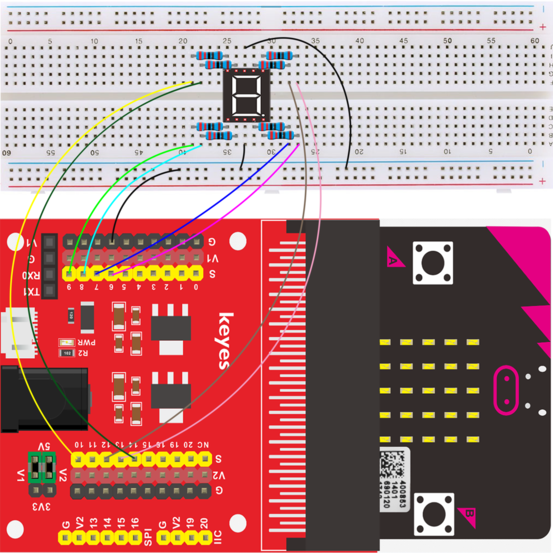 0 5 10 15 20 25 30 35 40 45 50 55 60
60 55 50 45 40 35 30 25 20 15 10 5 0
V1
G
RX0
TX1
G
V1
S
9 8 7 6 5 4 3 2 1 0
A
PWR
R2
keyes
10 11 12 13 14 15 16 19 20 NC
S
V2
G
5V
V1
V2
3V3
400863
1401
690120
B
G V2 13 14 15 16 SPI
G V2 19 20 IIC